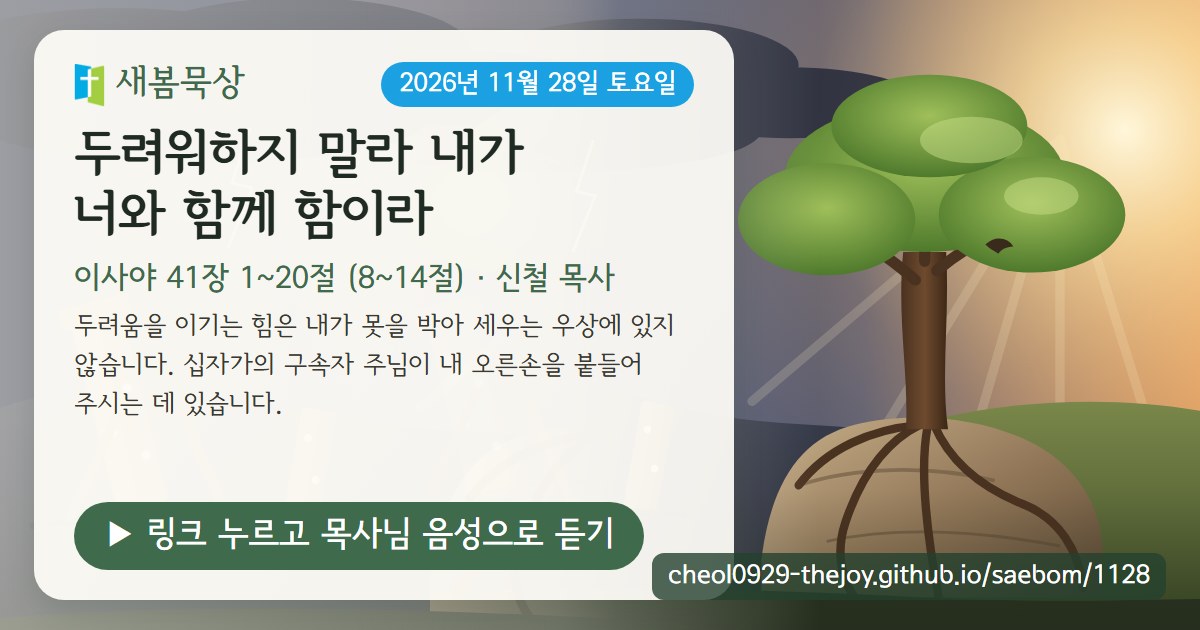 새봄묵상
2026년 11월 28일 토요일
두려워하지 말라 내가
너와 함께 함이라
이사야 41장 1~20절 (8~14절) · 신철 목사
두려움을 이기는 힘은 내가 못을 박아 세우는 우상에 있지
않습니다. 십자가의 구속자 주님이 내 오른손을 붙들어
주시는 데 있습니다.
▶ 링크 누르고 목사님 음성으로 듣기
cheol0929-thejoy.github.io/saebom/1128